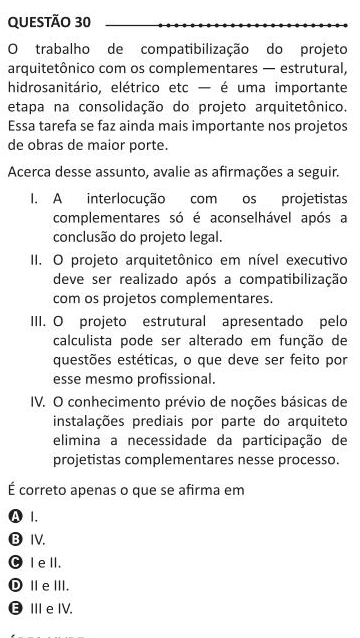 QUESTÃO 30
O trabalho de compatibilização do projeto
arquitetônico com os complementares — estrutural,
hidrosanitário, elétrico etc — é uma importante
etapa na consolidação do projeto arquitetônico.
Essa tarefa se faz ainda mais importante nos projetos
de obras de maior porte.
Acerca desse assunto, avalie as afirmações a seguir.
I. A interlocução com os projetistas
complementares só é aconselhável após a
conclusão do projeto legal.
II. O projeto arquitetônico em nível executivo
deve ser realizado após a compatibilização
com os projetos complementares.
III. O projeto estrutural apresentado pelo
calculista pode ser alterado em função de
questões estéticas, o que deve ser feito por
esse mesmo profissional.
IV. O conhecimento prévio de noções básicas de
instalações prediais por parte do arquiteto
elimina a necessidade da participação de
projetistas complementares nesse processo.
É correto apenas o que se afirma em
A I.
B IV.
C I e II.
D II e III.
E III e IV.